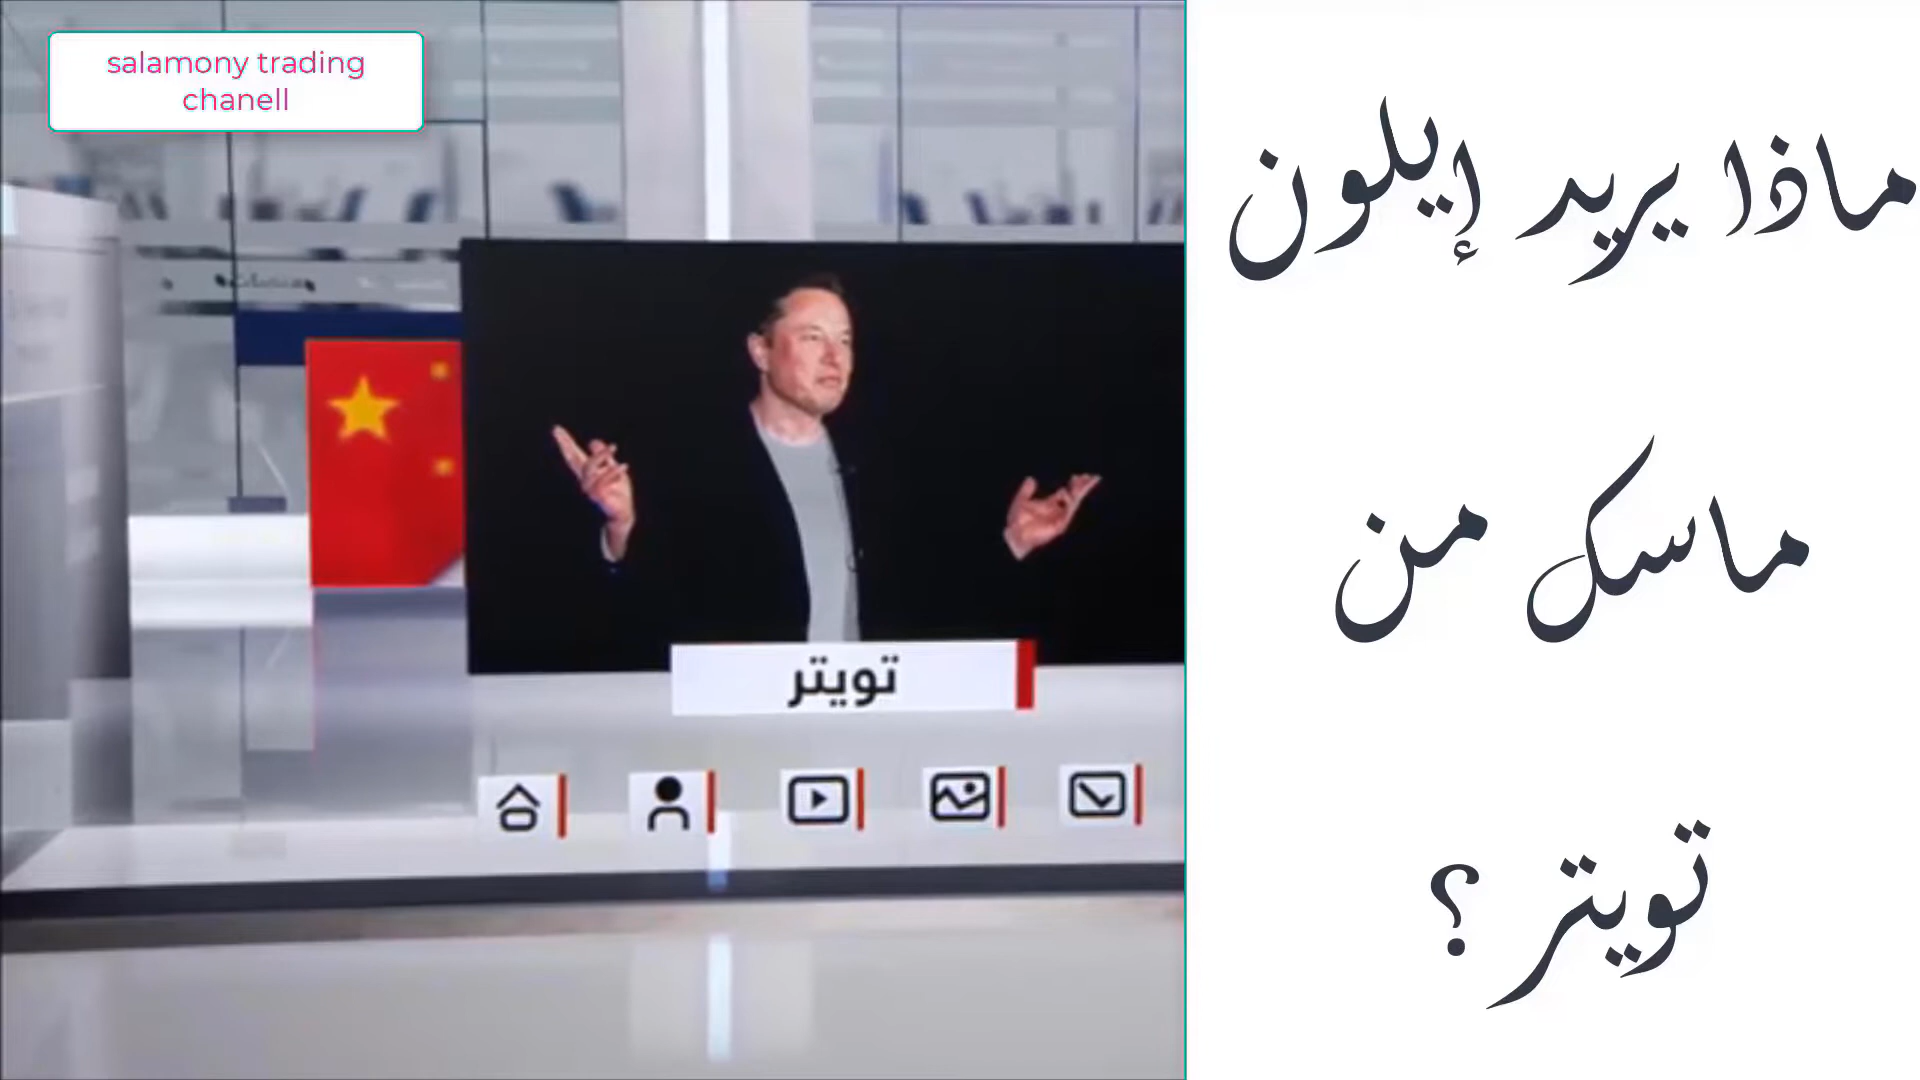 salamony trading
chanell
ماذا يريد إيلون
ماسك من
تويتر ؟
تويتر